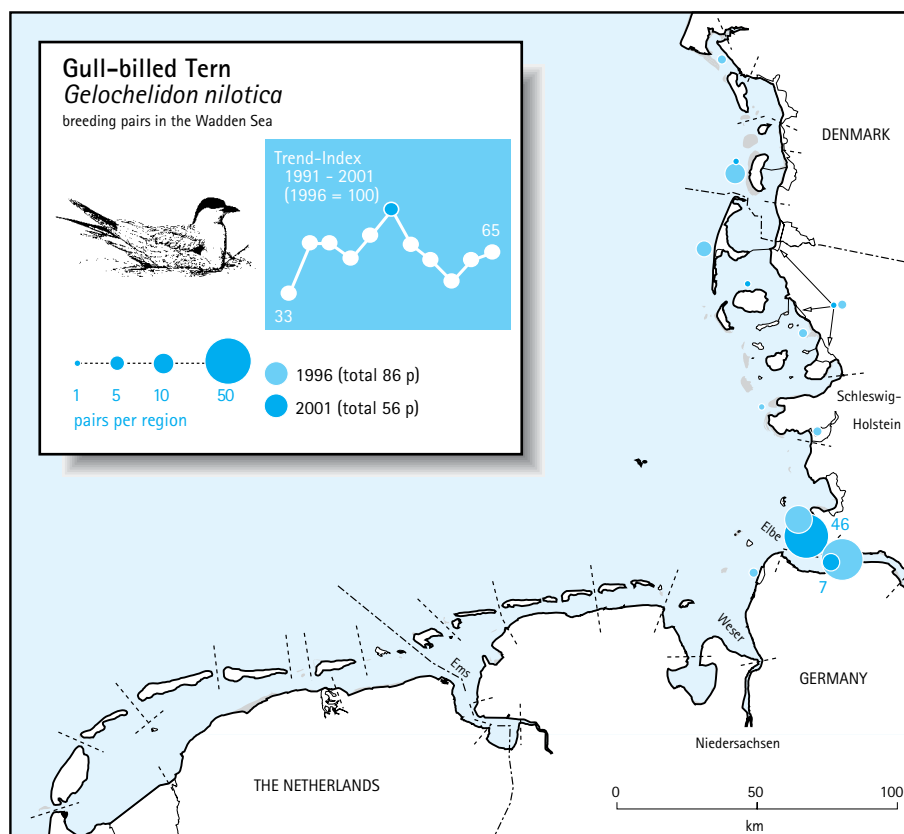 Gull-billed Tern
Gelochelidon nilotica
breeding pairs in the Wadden Sea
Trend-Index
1991 - 2001
(1996 = 100)
65
33
1 5 10 50
pairs per region
1996 (total 86 p)
2001 (total 56 p)
DENMARK
Schleswig-
Holstein
46
Elbe
7
Weser
Ems
GERMANY
Niedersachsen
THE NETHERLANDS
0 50 100
km